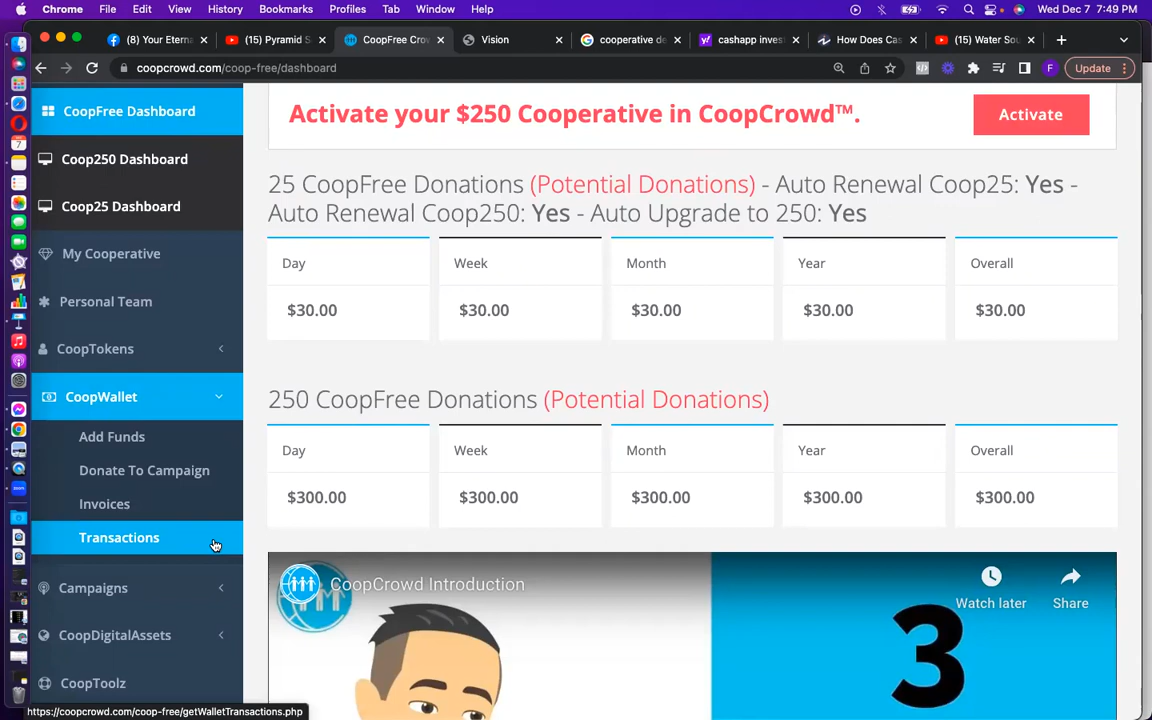 Chrome File Edit View History Bookmarks Profiles Tab Window Help Wed Dec 7 7:49 PM
(8) Your Eterna (15) Pyramid S CoopFree Crow Vision cooperative de cashapp inves How Does Cas (15) Water Sou
coopcrowd.com/coop-free/dashboard Update
CoopFree Dashboard
Coop250 Dashboard
Coop25 Dashboard
My Cooperative
Personal Team
CoopTokens
CoopWallet
Add Funds
Donate To Campaign
Invoices
Transactions
Campaigns
CoopDigitalAssets
CoopToolz
https://coopcrowd.com/coop-free/getWalletTransactions.php
Activate your $250 Cooperative in CoopCrowd™. Activate
25 CoopFree Donations (Potential Donations) - Auto Renewal Coop25: Yes -
Auto Renewal Coop250: Yes - Auto Upgrade to 250: Yes
Day Week Month Year Overall
$30.00 $30.00 $30.00 $30.00 $30.00
250 CoopFree Donations (Potential Donations)
Day Week Month Year Overall
$300.00 $300.00 $300.00 $300.00 $300.00
CoopCrowd Introduction
Watch later Share
3